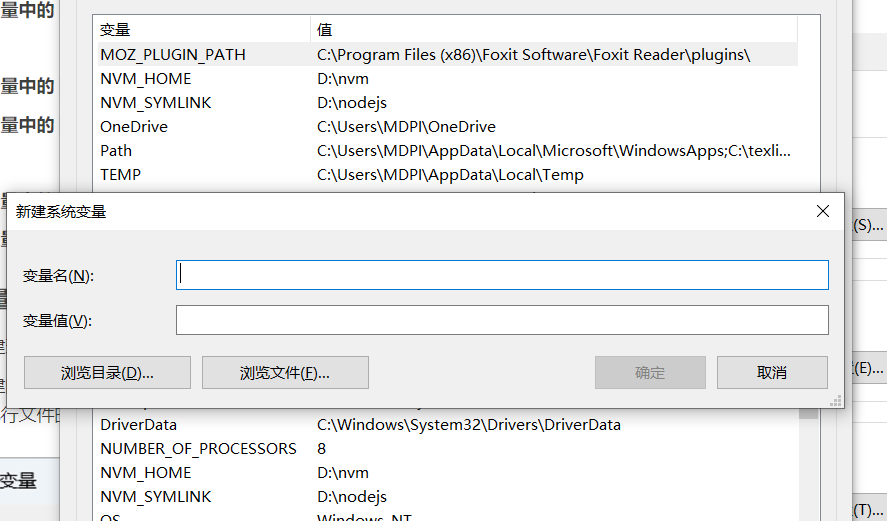 量中的
变量 值
MOZ_PLUGIN_PATH C:\Program Files (x86)\Foxit Software\Foxit Reader\plugins\
NVM_HOME D:\nvm
量中的
NVM_SYMLINK D:\nodejs
量中的
OneDrive C:\Users\MDPI\OneDrive
Path C:\Users\MDPI\AppData\Local\Microsoft\WindowsApps;C:\texli...
TEMP C:\Users\MDPI\AppData\Local\Temp
新建系统变量
(S)...
变量名(N):
变量值(V):
浏览目录(D)...
浏览文件(F)...
确定
取消
(E)...
行文件的
DriverData C:\Windows\System32\Drivers\DriverData
NUMBER_OF_PROCESSORS 8
NVM_HOME D:\nvm
变量
NVM_SYMLINK D:\nodejs
(T)...
OS Windows_NT